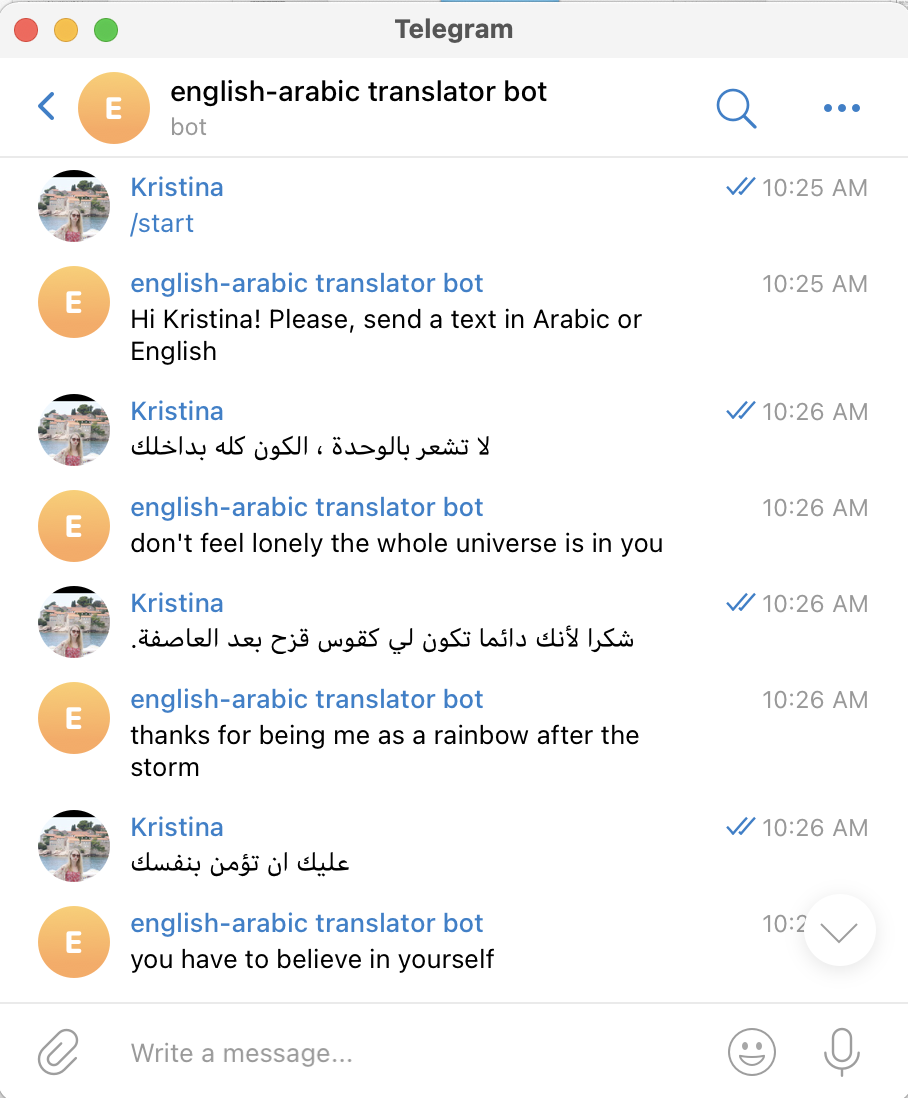 Telegram
E
english-arabic translator bot
bot
Kristina
10:25 AM
/start
E
english-arabic translator bot
10:25 AM
Hi Kristina! Please, send a text in Arabic or
English
Kristina
10:26 AM
لا تشعر بالوحدة ، الكون كله بداخلك
E
english-arabic translator bot
10:26 AM
don't feel lonely the whole universe is in you
Kristina
10:26 AM
شكرا لأنك دائما تكون لي كقوس قزح بعد العاصفة.
E
english-arabic translator bot
10:26 AM
thanks for being me as a rainbow after the
storm
Kristina
10:26 AM
عليك ان تؤمن بنفسك
E
english-arabic translator bot
10:2
you have to believe in yourself
Write a message...